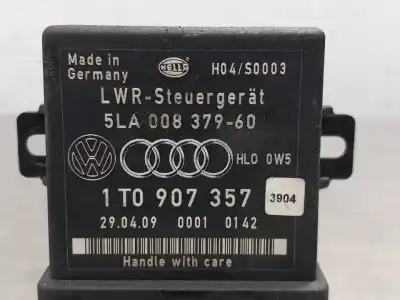 Made in
Germany
HELLA
H04/S0003
LWR-Steuergerät
5LA 008 379-60
HLO 0W5
1T0 907 357
3904
29.04.09 0001 0142
Handle with care